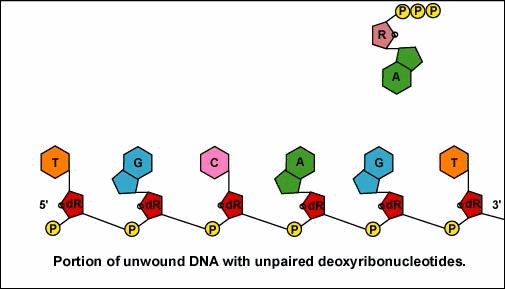 P P P
R
A
T G C A G T
5' dR dR dR dR dR dR 3'
P P P P P P
Portion of unwound DNA with unpaired deoxyribonucleotides.